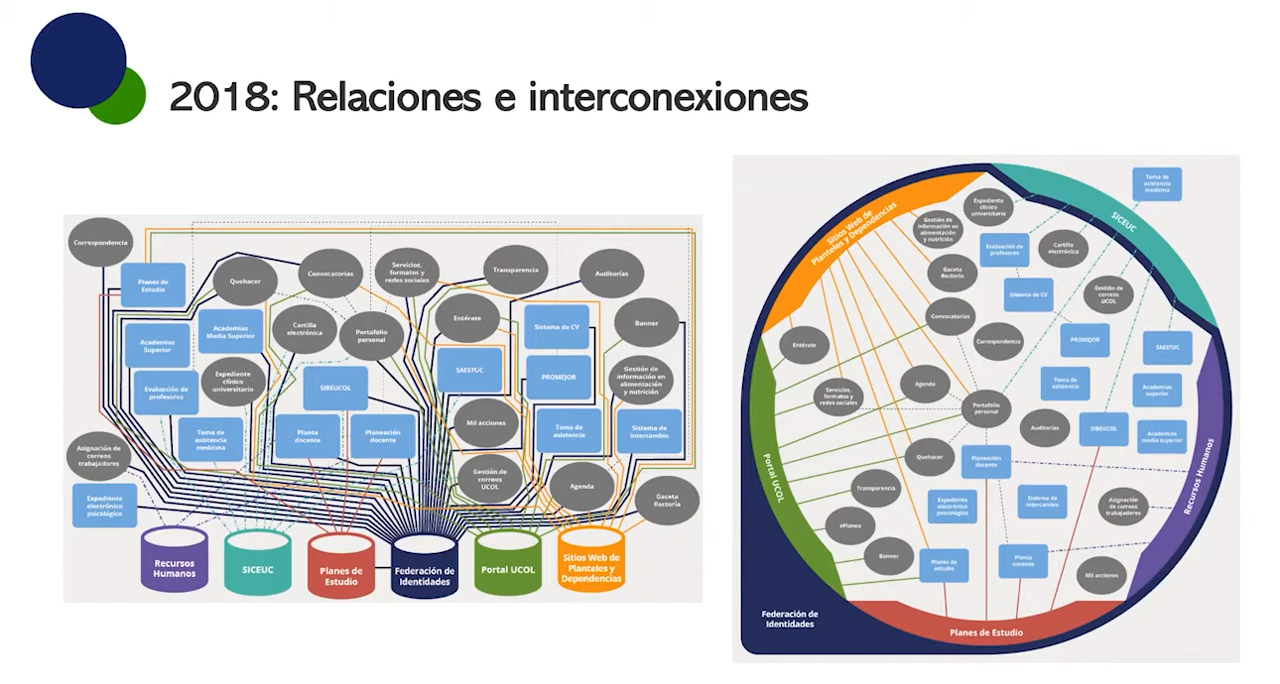 2018: Relaciones e interconexiones
Correspondencia
Planes de
Estudio
Quehacer
Convocatorias
Servicios,
formatos y
redes sociales
Transparencia
Auditorías
Academias
Superior
Academias
Media Superior
Cartilla
electrónica
Portafolio
personal
Entérate
Sistema de CV
Banner
Evaluación de
profesores
Expediente
clínico
universitario
SIBEUCOL
SAESTUC
PROMEJOR
Gestión de
información en
alimentación
y nutrición
Asignación de
correos
trabajadores
Toma de
asistencia
medicina
Planta
docente
Planeación
docente
Mil acciones
Toma de
asistencia
Sistema de
intercambio
Expediente
electrónico
psicológico
Gestión de
correos
UCOL
Agenda
Gaceta
Rectoría
Recursos
Humanos
SICEUC
Planes de
Estudio
Federación de
Identidades
Portal UCOL
Sitios Web de
Planteles y
Dependencias
Sitios Web de
Planteles y Dependencias
SICEUC
Toma de
asistencia
medicina
Expediente
clínico
universitario
Gestión de
información en
alimentación
y nutrición
Evaluación de
profesores
Cartilla
electrónica
Gaceta
Rectoría
Sistema de CV
Gestión de
correos
UCOL
Convocatorias
Correspondencia
PROMEJOR
SAESTUC
Entérate
Servicios,
formatos y
redes sociales
Agenda
Toma de
asistencia
Academias
superior
Portafolio
personal
Auditorías
SIBEUCOL
Academias
media superior
Quehacer
Planeación
docente
Portal UCOL
Recursos Humanos
Transparencia
Expediente
electrónico
psicológico
Sistema de
intercambio
Asignación de
correos
trabajadores
ePlanea
Banner
Planes de
estudio
Planta
docente
Mil acciones
Federación de
Identidades
Planes de Estudio